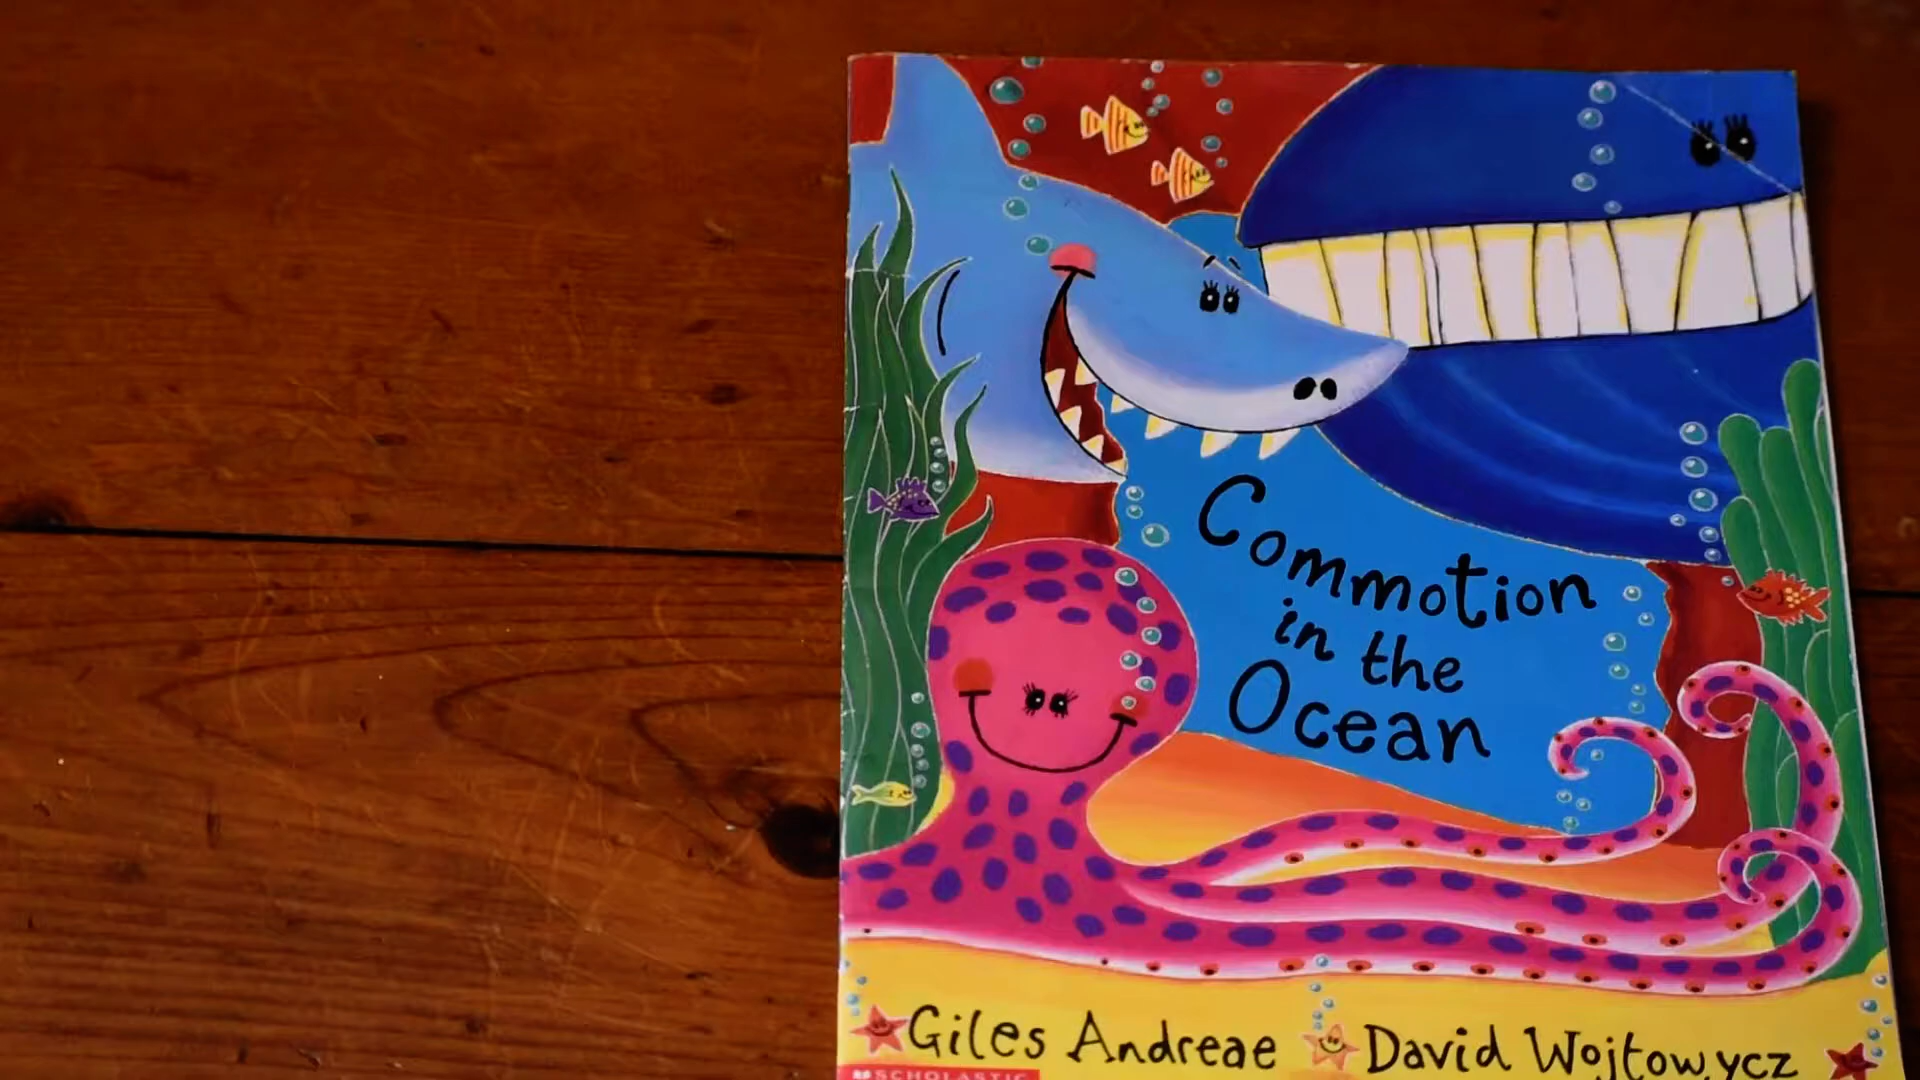 Commotion
in the
Ocean
Giles Andreae David Wojtowycz
SCHOLASTIC